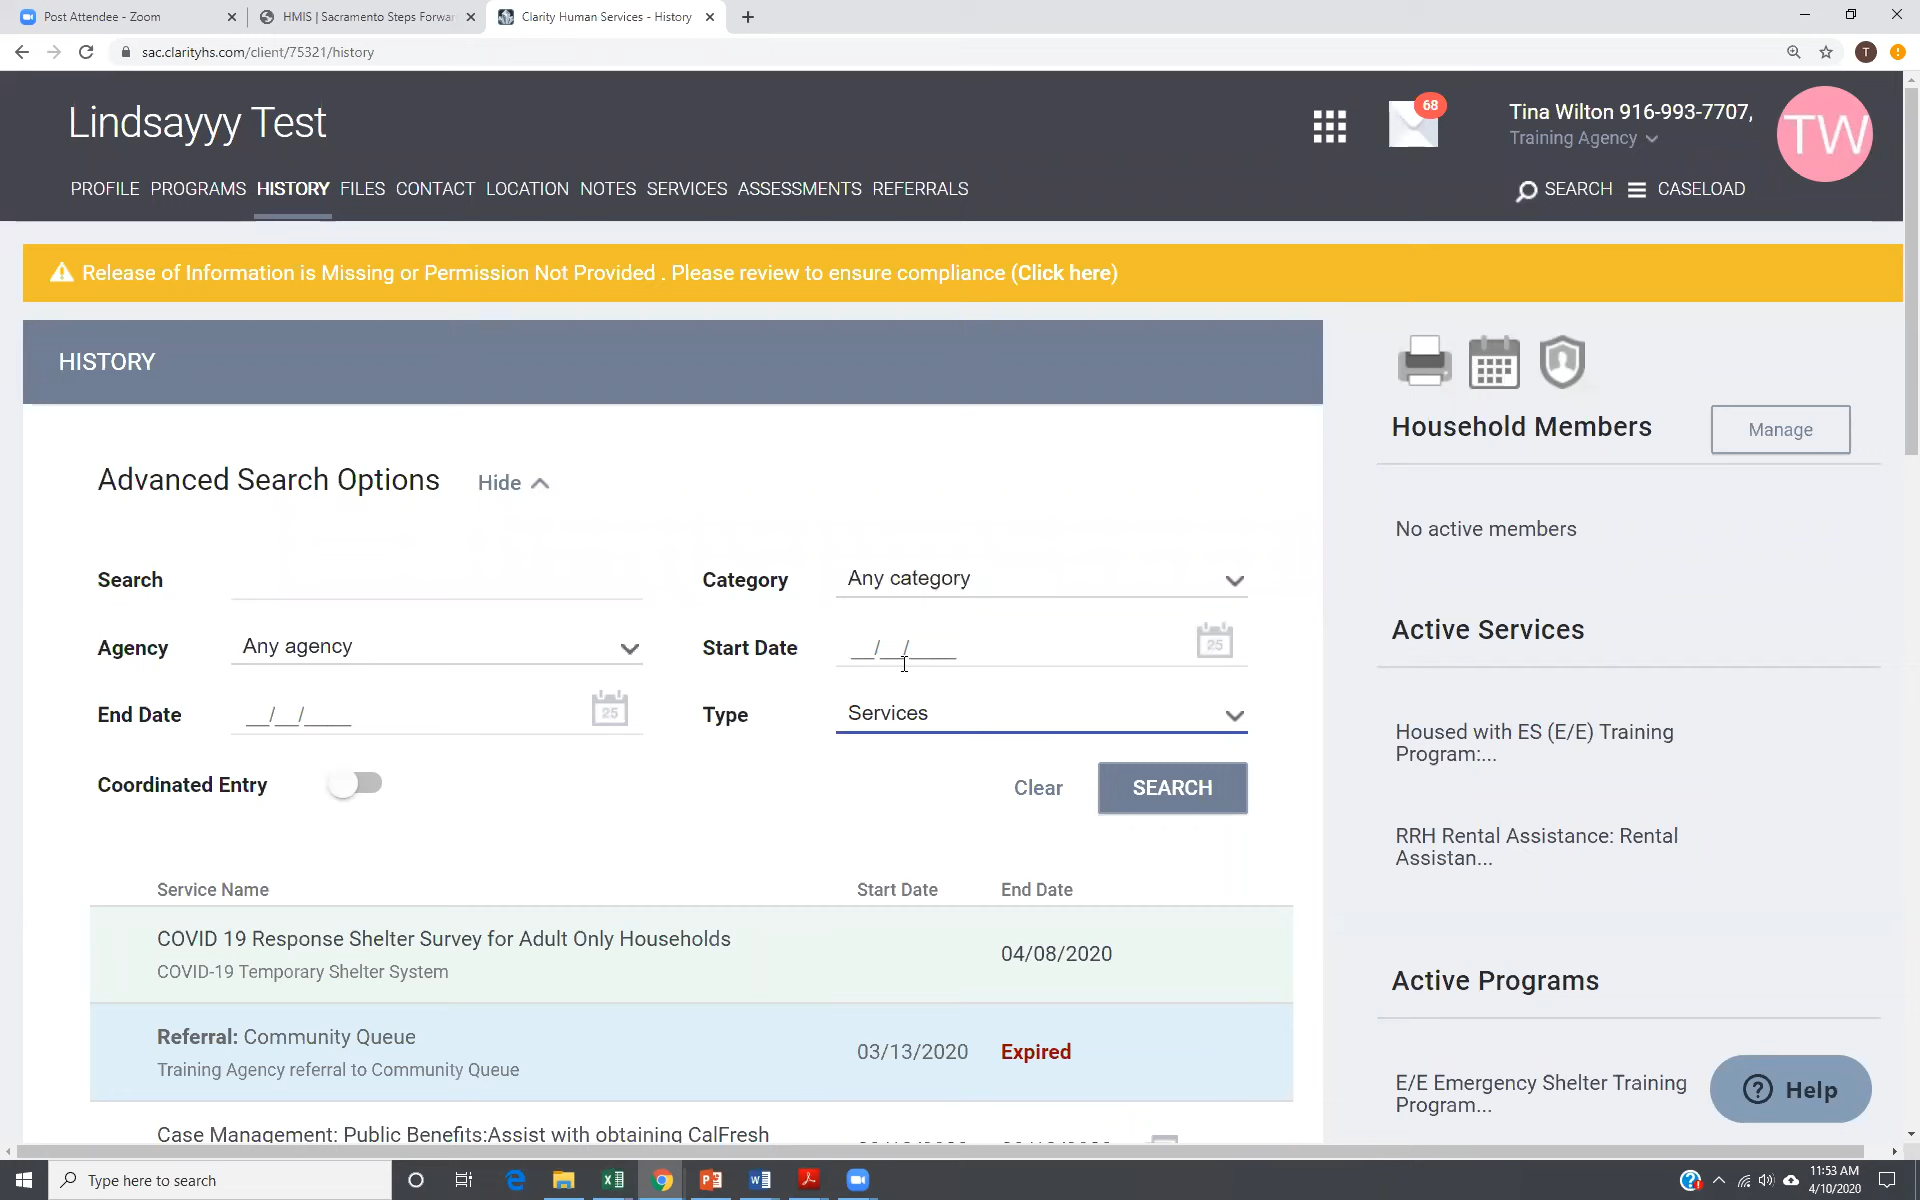 Post Attendee - Zoom
HMIS | Sacramento Steps Forwar
Clarity Human Services - History
sac.clarityhs.com/client/75321/history
T
Lindsayyy Test
68
Tina Wilton 916-993-7707,
Training Agency
TW
PROFILE PROGRAMS HISTORY FILES CONTACT LOCATION NOTES SERVICES ASSESSMENTS REFERRALS
SEARCH CASELOAD
Release of Information is Missing or Permission Not Provided . Please review to ensure compliance (Click here)
HISTORY
Household Members
Manage
Advanced Search Options Hide
No active members
Search
Category Any category
Agency Any agency
Start Date __/__/____
25
End Date __/__/____
25
Type Services
Coordinated Entry
Clear SEARCH
Active Services
Housed with ES (E/E) Training
Program:...
RRH Rental Assistance: Rental
Assistan...
Service Name Start Date End Date
COVID 19 Response Shelter Survey for Adult Only Households
COVID-19 Temporary Shelter System
04/08/2020
Referral: Community Queue
Training Agency referral to Community Queue
03/13/2020 Expired
Case Management: Public Benefits:Assist with obtaining CalFresh
Active Programs
E/E Emergency Shelter Training
Program...
Help
Type here to search
11:53 AM
4/10/2020